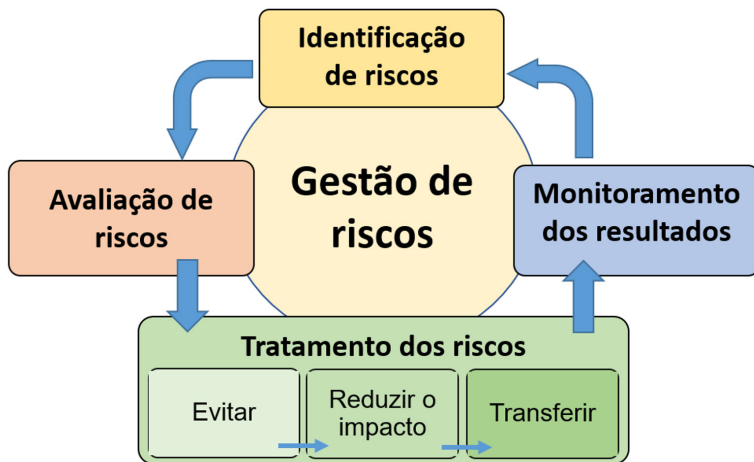 Identificação
de riscos
Gestão de
riscos
Avaliação de
riscos
Monitoramento
dos resultados
Tratamento dos riscos
Evitar
Reduzir o
impacto
Transferir